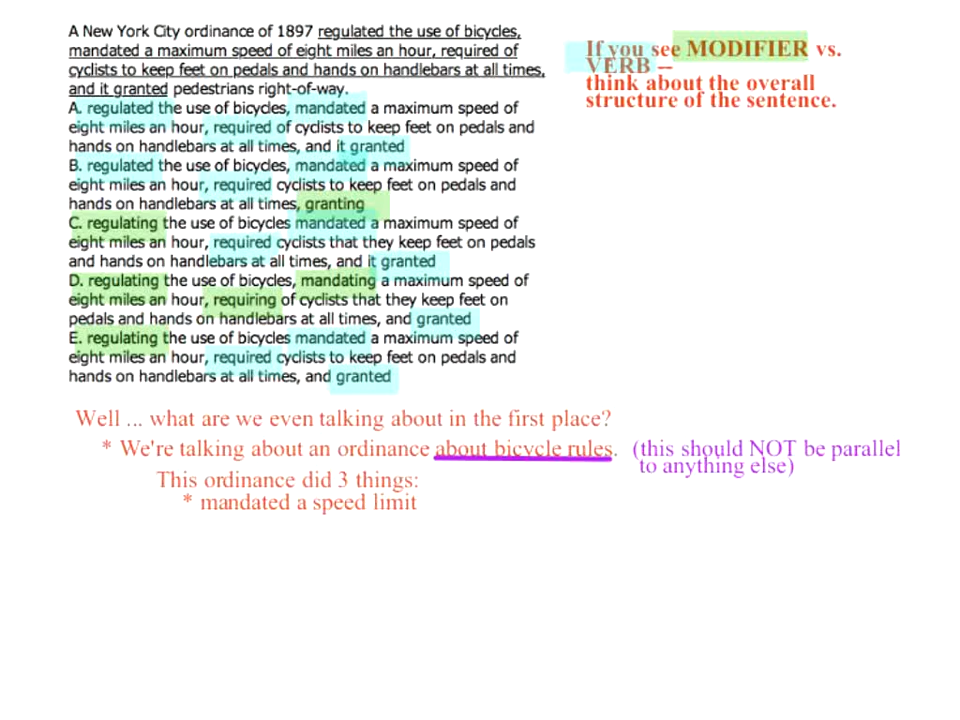 A New York City ordinance of 1897 regulated the use of bicycles,
mandated a maximum speed of eight miles an hour, required of
cyclists to keep feet on pedals and hands on handlebars at all times,
and it granted pedestrians right-of-way.
A. regulated the use of bicycles, mandated a maximum speed of
eight miles an hour, required of cyclists to keep feet on pedals and
hands on handlebars at all times, and it granted
B. regulated the use of bicycles, mandated a maximum speed of
eight miles an hour, required cyclists to keep feet on pedals and
hands on handlebars at all times, granting
C. regulating the use of bicycles mandated a maximum speed of
eight miles an hour, required cyclists that they keep feet on pedals
and hands on handlebars at all times, and it granted
D. regulating the use of bicycles, mandating a maximum speed of
eight miles an hour, requiring of cyclists that they keep feet on
pedals and hands on handlebars at all times, and granted
E. regulating the use of bicycles mandated a maximum speed of
eight miles an hour, required cyclists to keep feet on pedals and
hands on handlebars at all times, and granted
If you see MODIFIER vs.
VERB --
think about the overall
structure of the sentence.
Well ... what are we even talking about in the first place?
* We're talking about an ordinance about bicycle rules. (this should NOT be parallel
to anything else)
This ordinance did 3 things:
* mandated a speed limit